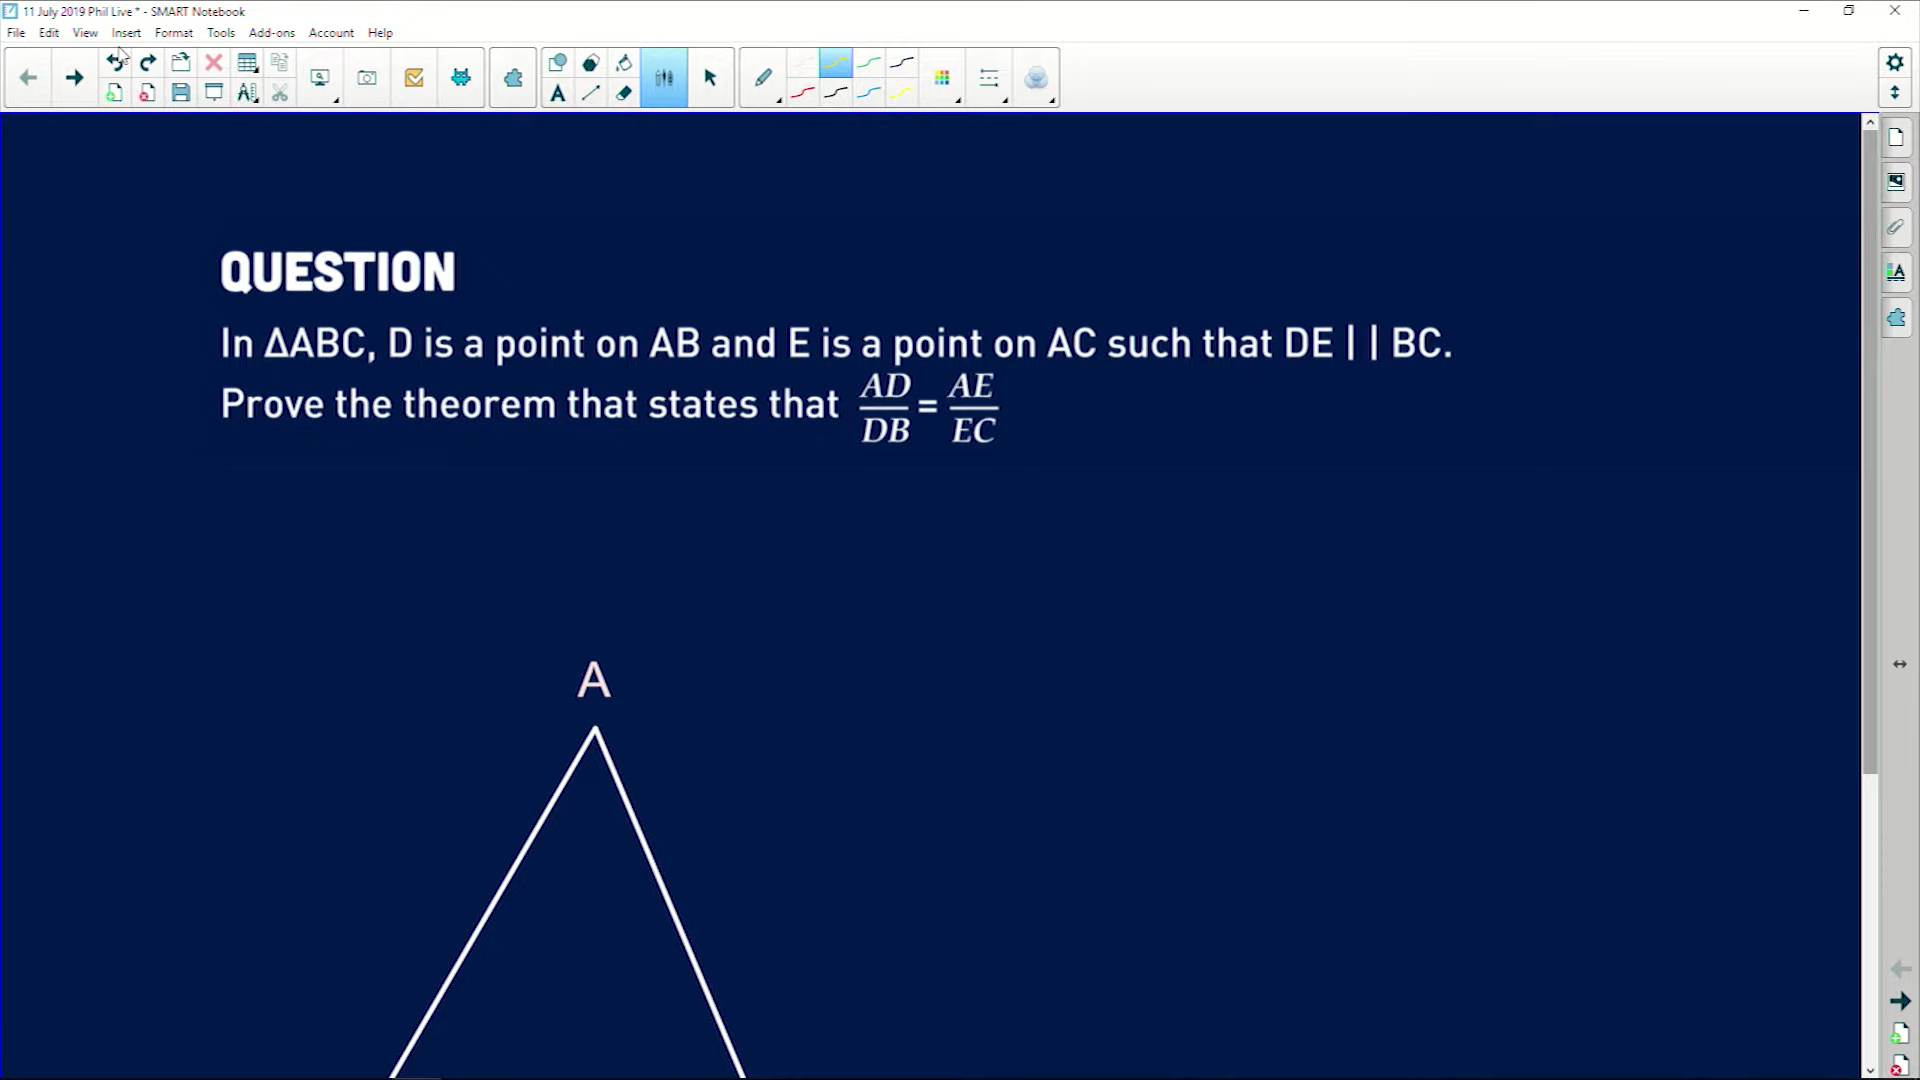 11 July 2019 Phil Live * - SMART Notebook
File Edit View Insert Format Tools Add-ons Account Help
QUESTION
In ΔABC, D is a point on AB and E is a point on AC such that DE | | BC.
Prove the theorem that states that AD/DB = AE/EC
A